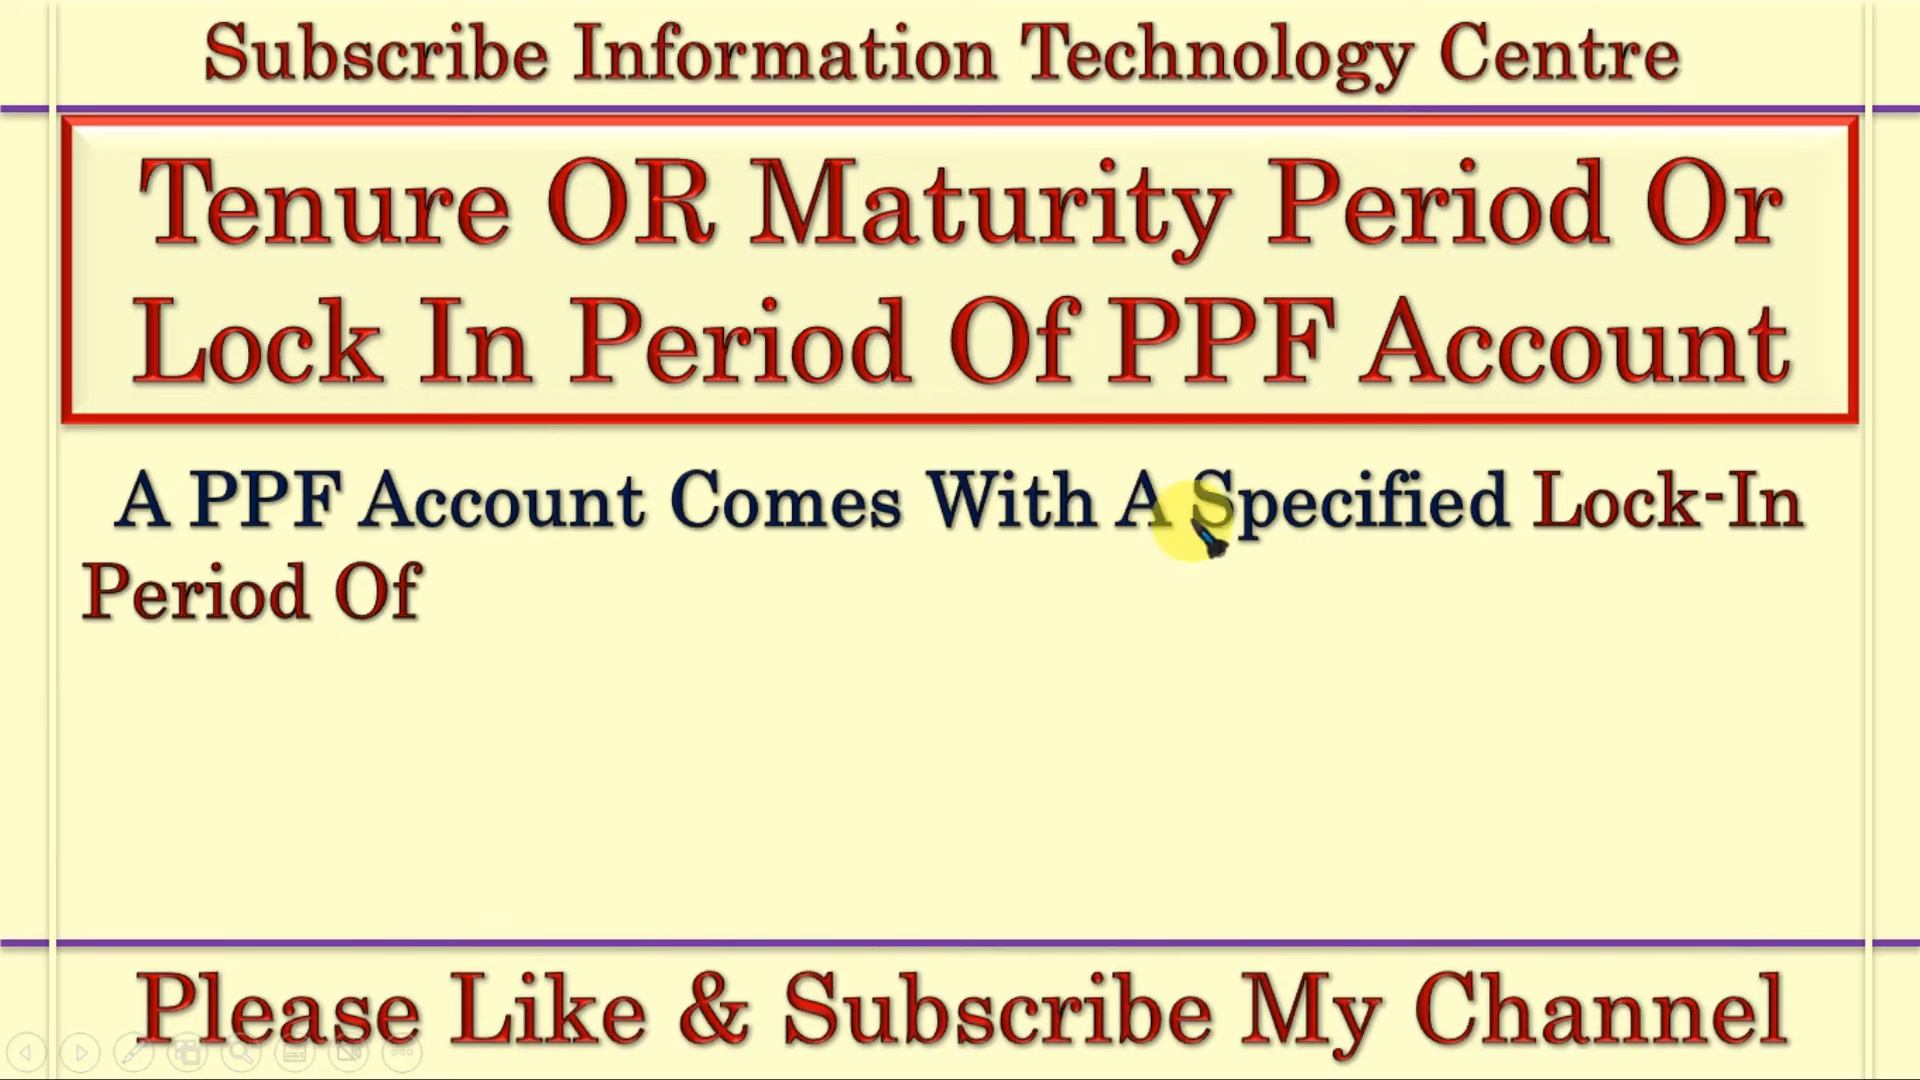 Subscribe Information Technology Centre
Tenure OR Maturity Period Or
Lock In Period Of PPF Account
A PPF Account Comes With A Specified Lock-In
Period Of
Please Like & Subscribe My Channel